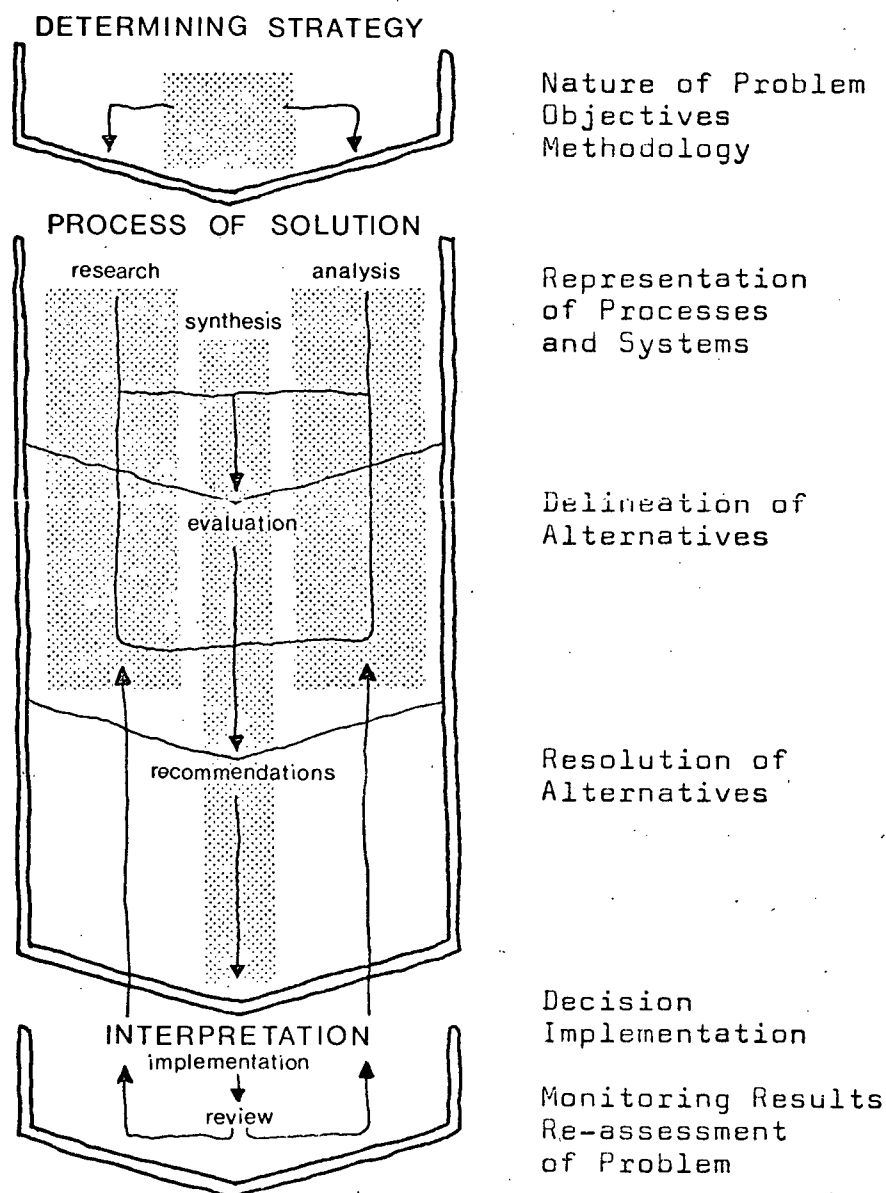 DETERMINING STRATEGY
Nature of Problem
Objectives
Methodology
PROCESS OF SOLUTION
research
analysis
synthesis
Representation
of Processes
and Systems
evaluation
Delineation of
Alternatives
recommendations
Resolution of
Alternatives
INTERPRETATION
implementation
review
Decision
Implementation
Monitoring Results
Re-assessment
of Problem